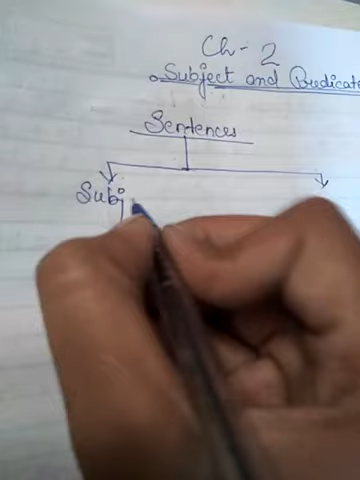 Ch- 2
Subject and Predicate
Sentences
Subj